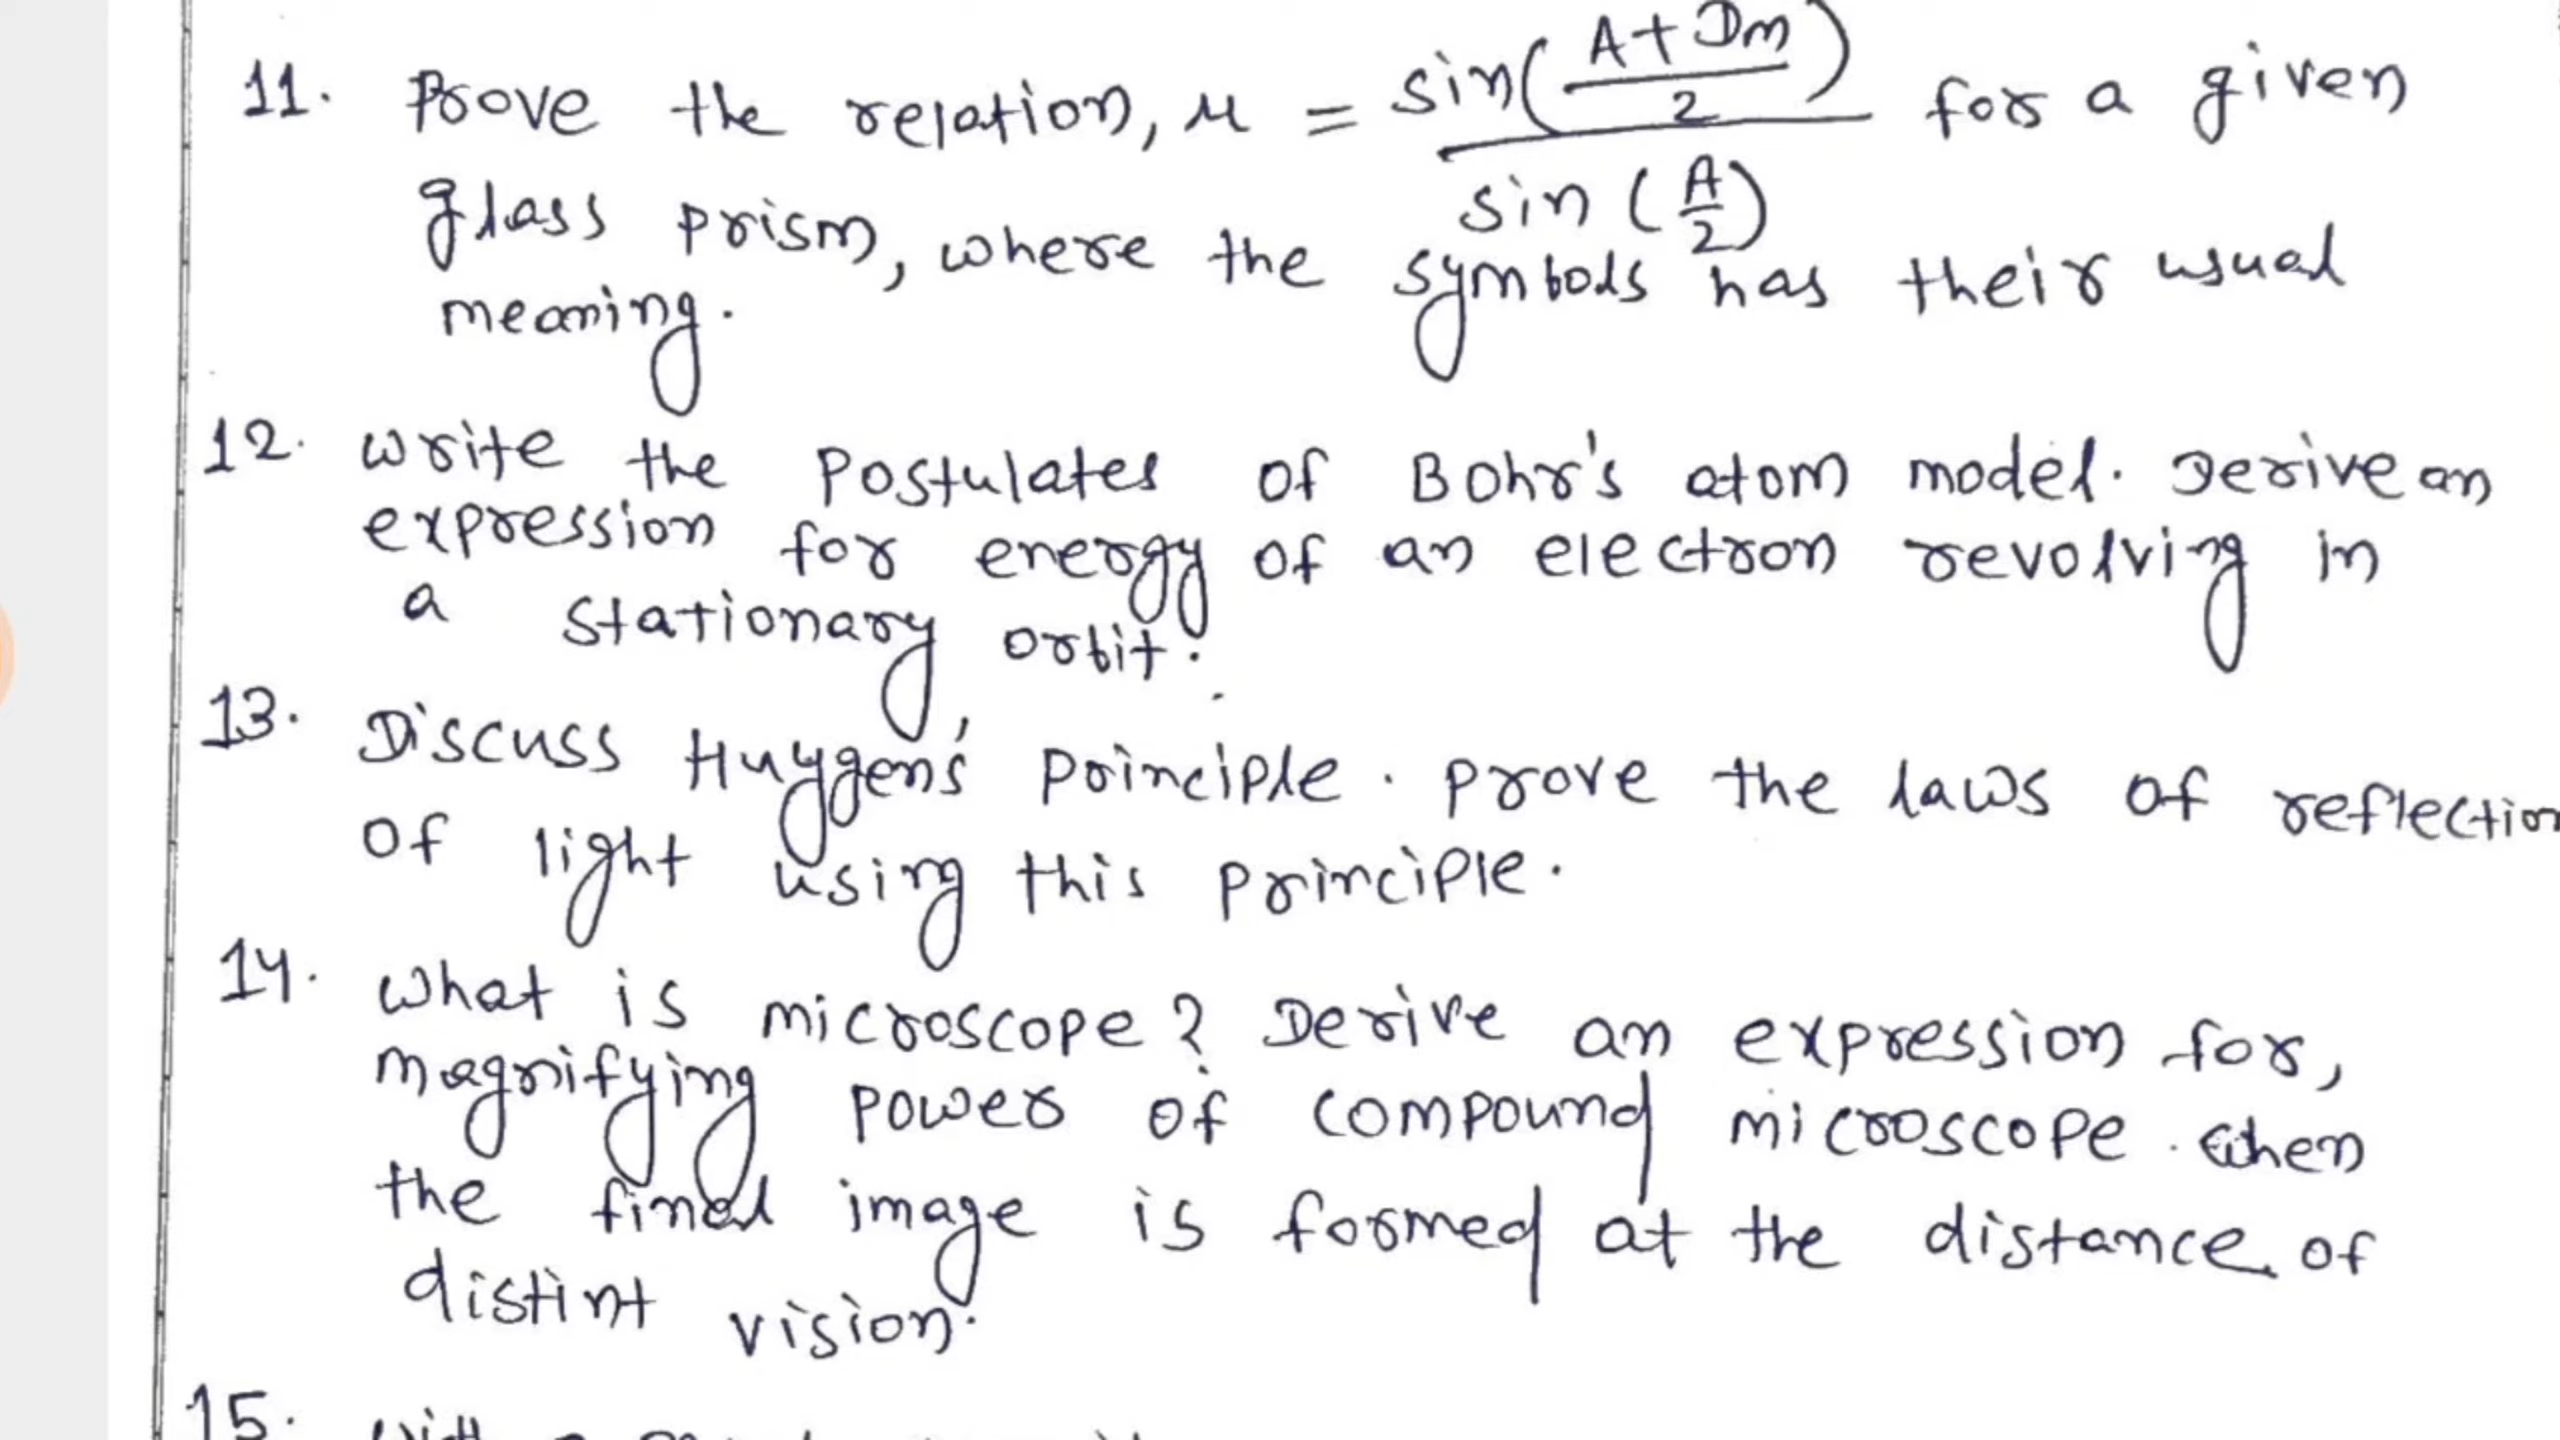 11. Prove the relation, μ = sin((A+Dm)/2) / sin(A/2) for a given
glass prism, where the symbols has their usual
meaning.
12. Write the Postulates of Bohr's atom model. Derive an
expression for energy of an electron revolving in
a stationary orbit.
13. Discuss Huygens' principle. prove the laws of reflection
of light using this principle.
14. What is microscope? Derive an expression for,
magnifying power of compound microscope. when
the final image is formed at the distance of
distint vision.
15.